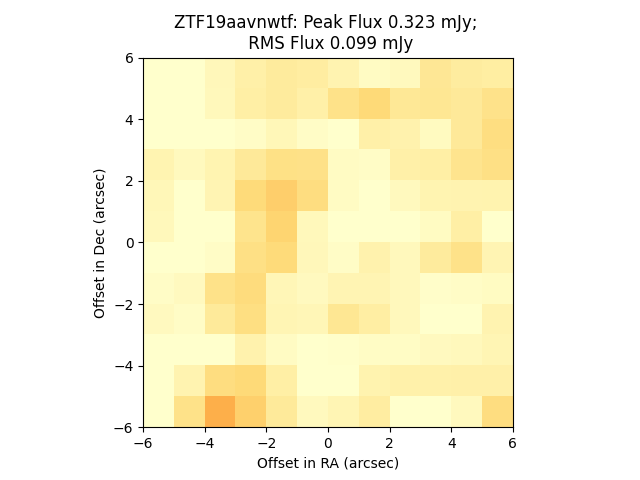 ZTF19aavnwtf: Peak Flux 0.323 mJy;
RMS Flux 0.099 mJy
6
4
2
0
−2
−4
−6
Offset in Dec (arcsec)
−6 −4 −2 0 2 4 6
Offset in RA (arcsec)